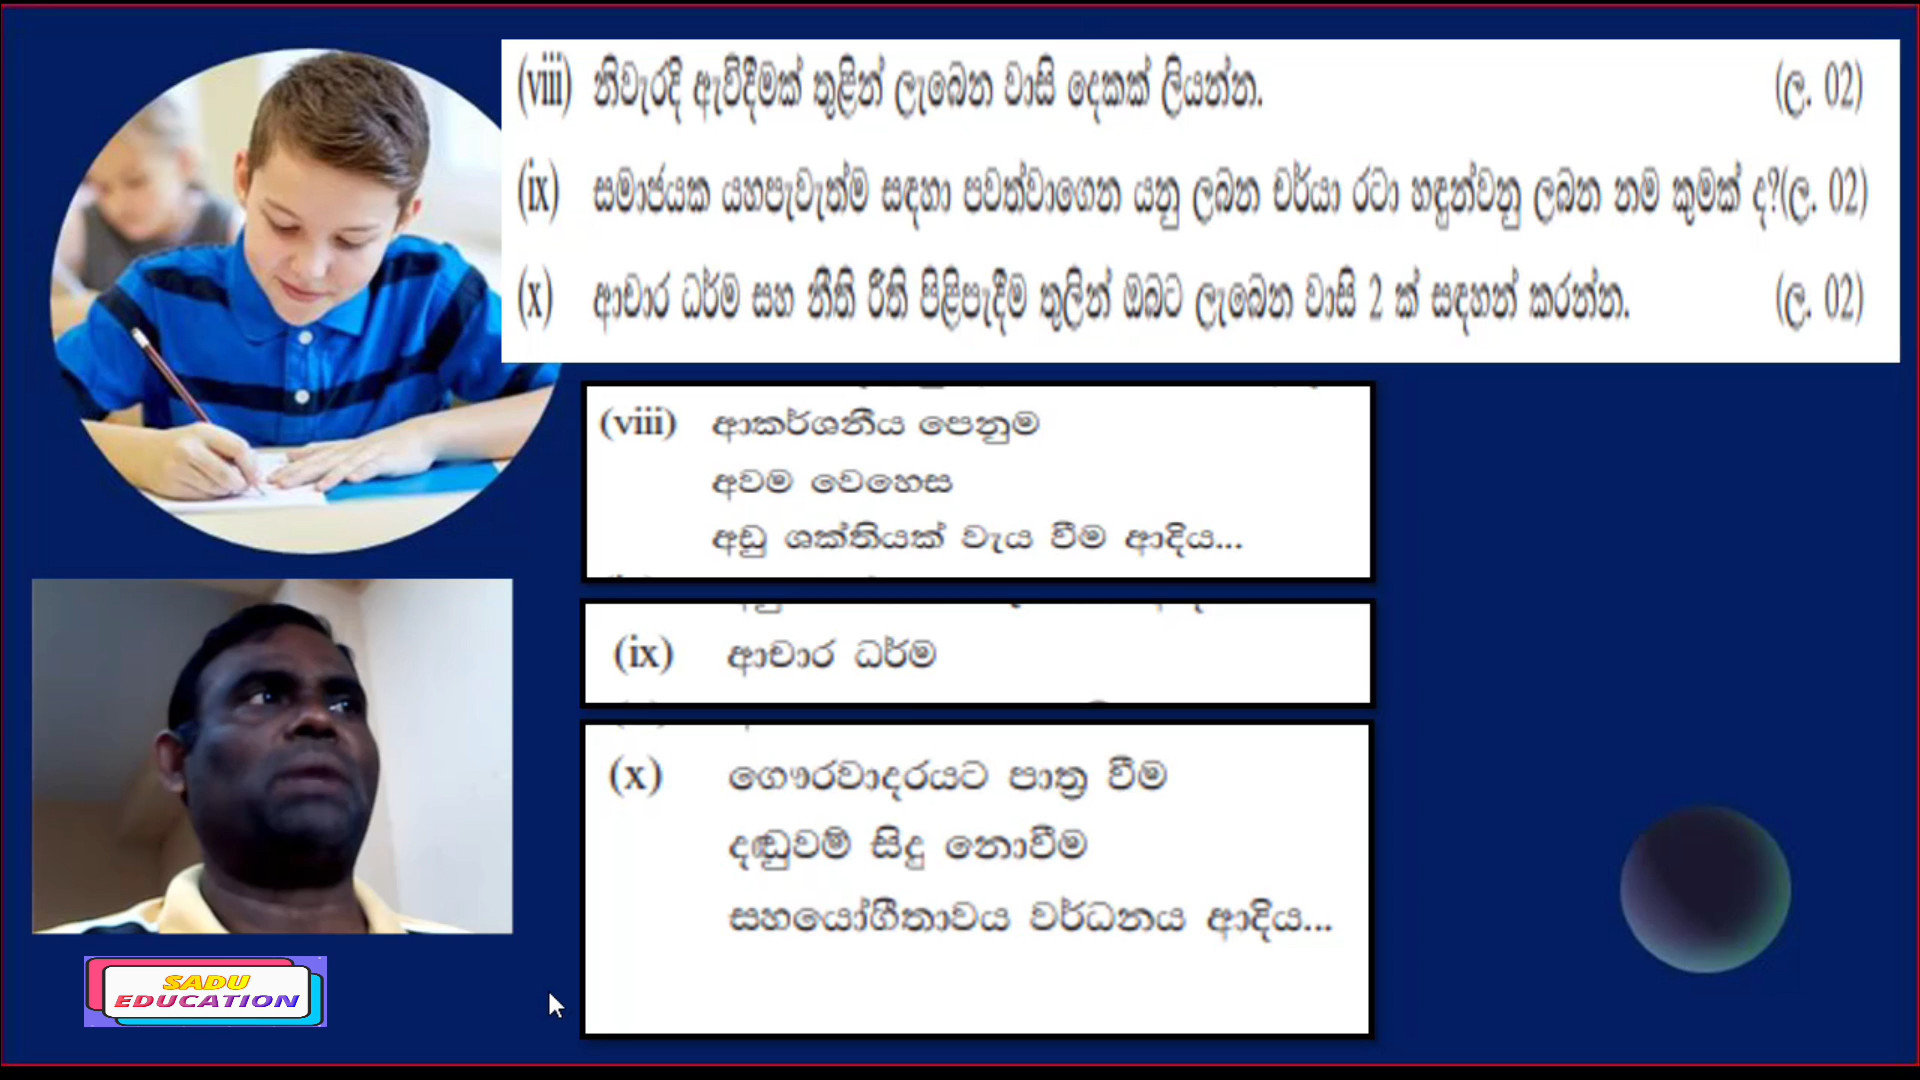 (viii) නිවැරදි ඇවිදීමක් තුළින් ලැබෙන වාසි දෙකක් ලියන්න. (ල. 02)
(ix) සමාජයක යහපැවැත්ම සඳහා පවත්වාගෙන යනු ලබන චර්යා රටා හඳුන්වනු ලබන නම කුමක් ද?(ල. 02)
(x) ආචාර ධර්ම සහ නීති රීති පිළිපැදීම තුලින් ඔබට ලැබෙන වාසි 2 ක් සඳහන් කරන්න. (ල. 02)
(viii) ආකර්ශනීය පෙනුම
අවම වෙහෙස
අඩු ශක්තියක් වැය වීම ආදිය...
(ix) ආචාර ධර්ම
(x) ගෞරවාදරයට පාත්‍ර වීම
දඬුවම් සිදු නොවීම
සහයෝගීතාවය වර්ධනය ආදිය...
SADU
EDUCATION